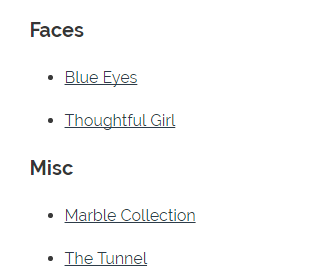 Faces
Blue Eyes
Thoughtful Girl
Misc
Marble Collection
The Tunnel